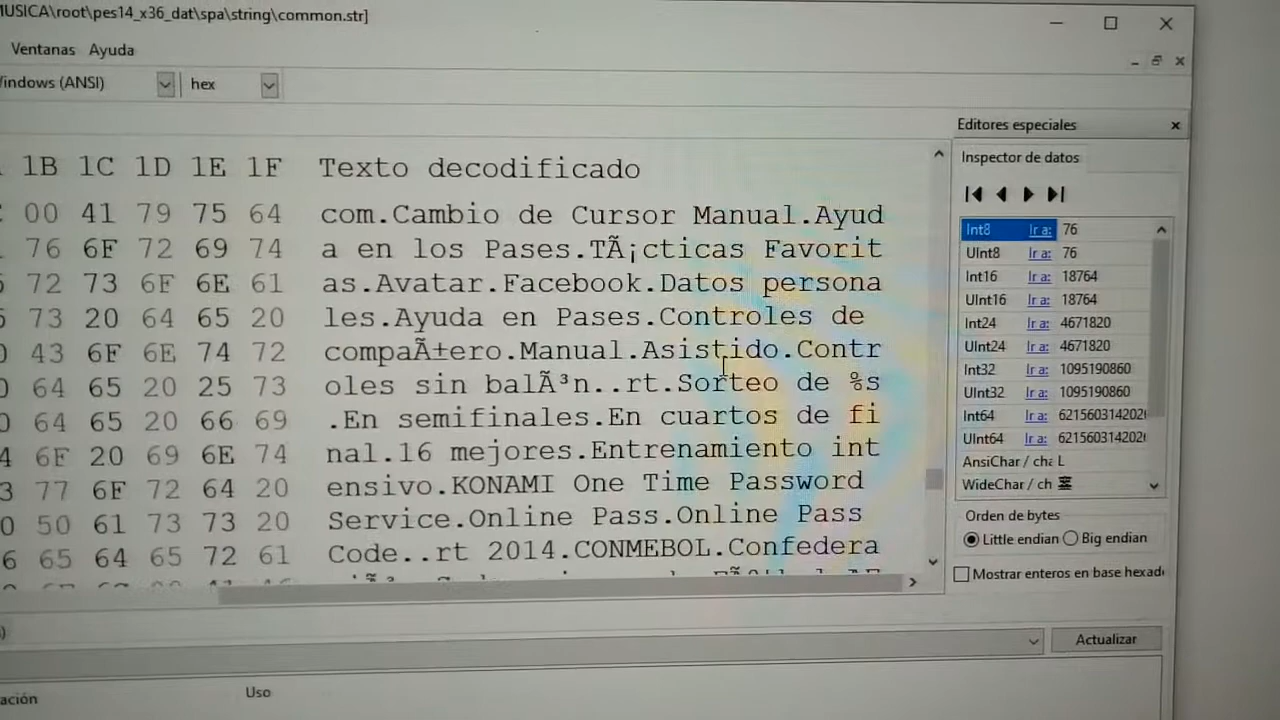 MUSICA\root\pes14_x36_dat\spa\string\common.str]
Ventanas Ayuda
Windows (ANSI) hex
Editores especiales
Inspector de datos
1B 1C 1D 1E 1F Texto decodificado
00 41 79 75 64 com.Cambio de Cursor Manual.Ayud
76 6F 72 69 74 a en los Pases.TÃ¡cticas Favorit
72 73 6F 6E 61 as.Avatar.Facebook.Datos persona
73 20 64 65 20 les.Ayuda en Pases.Controles de
43 6F 6E 74 72 compaÃ±ero.Manual.Asistido.Contr
64 65 20 25 73 oles sin balÃ³n..rt.Sorteo de %s
64 65 20 66 69 .En semifinales.En cuartos de fi
6F 20 69 6E 74 nal.16 mejores.Entrenamiento int
77 6F 72 64 20 ensivo.KONAMI One Time Password
50 61 73 73 20 Service.Online Pass.Online Pass
65 64 65 72 61 Code..rt 2014.CONMEBOL.Confedera
Int8 Ir a: 76
UInt8 Ir a: 76
Int16 Ir a: 18764
UInt16 Ir a: 18764
Int24 Ir a: 4671820
UInt24 Ir a: 4671820
Int32 Ir a: 1095190860
UInt32 Ir a: 1095190860
Int64 Ir a: 621560314202
UInt64 Ir a: 621560314202
AnsiChar / cha L
WideChar / ch
Orden de bytes
Little endian Big endian
Mostrar enteros en base hexad
Actualizar
ación Uso